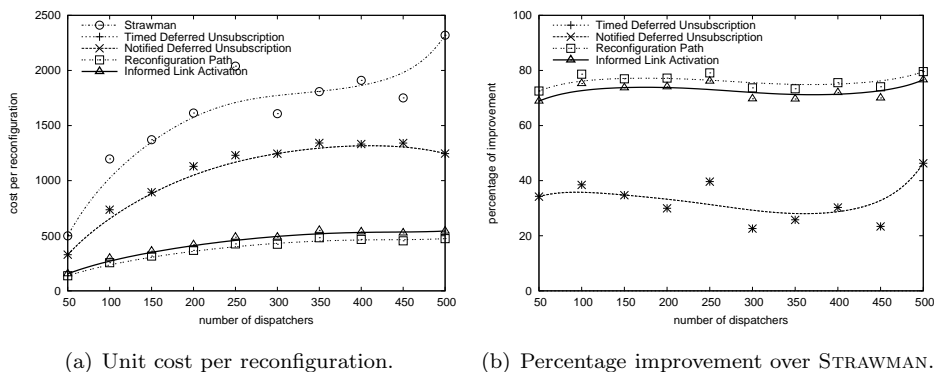 2500
2000
1500
1000
500
0
cost per reconfiguration
Strawman
Timed Deferred Unsubscription
Notified Deferred Unsubscription
Reconfiguration Path
Informed Link Activation
50 100 150 200 250 300 350 400 450 500
number of dispatchers
(a) Unit cost per reconfiguration.
100
80
60
40
20
0
percentage of improvement
Timed Deferred Unsubscription
Notified Deferred Unsubscription
Reconfiguration Path
Informed Link Activation
50 100 150 200 250 300 350 400 450 500
number of dispatchers
(b) Percentage improvement over STRAWMAN.